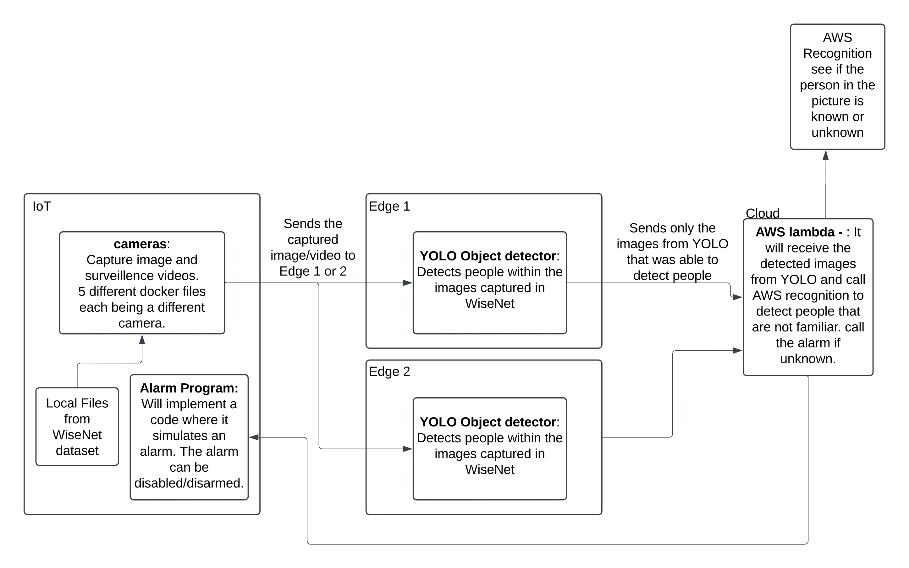 AWS
Recognition
see if the
person in the
picture is
known or
unknown
IoT
cameras:
Capture image and
surveillence videos.
5 different docker files
each being a different
camera.
Local Files
from
WiseNet
dataset
Alarm Program:
Will implement a
code where it
simulates an
alarm. The alarm
can be
disabled/disarmed.
Sends the
captured
image/video to
Edge 1 or 2
Edge 1
YOLO Object detector:
Detects people within the
images captured in
WiseNet
Edge 2
YOLO Object detector:
Detects people within the
images captured in
WiseNet
Sends only the
images from YOLO
that was able to
detect people
Cloud
AWS lambda - : It
will receive the
detected images
from YOLO and call
AWS recognition to
detect people that
are not familiar. call
the alarm if
unknown.